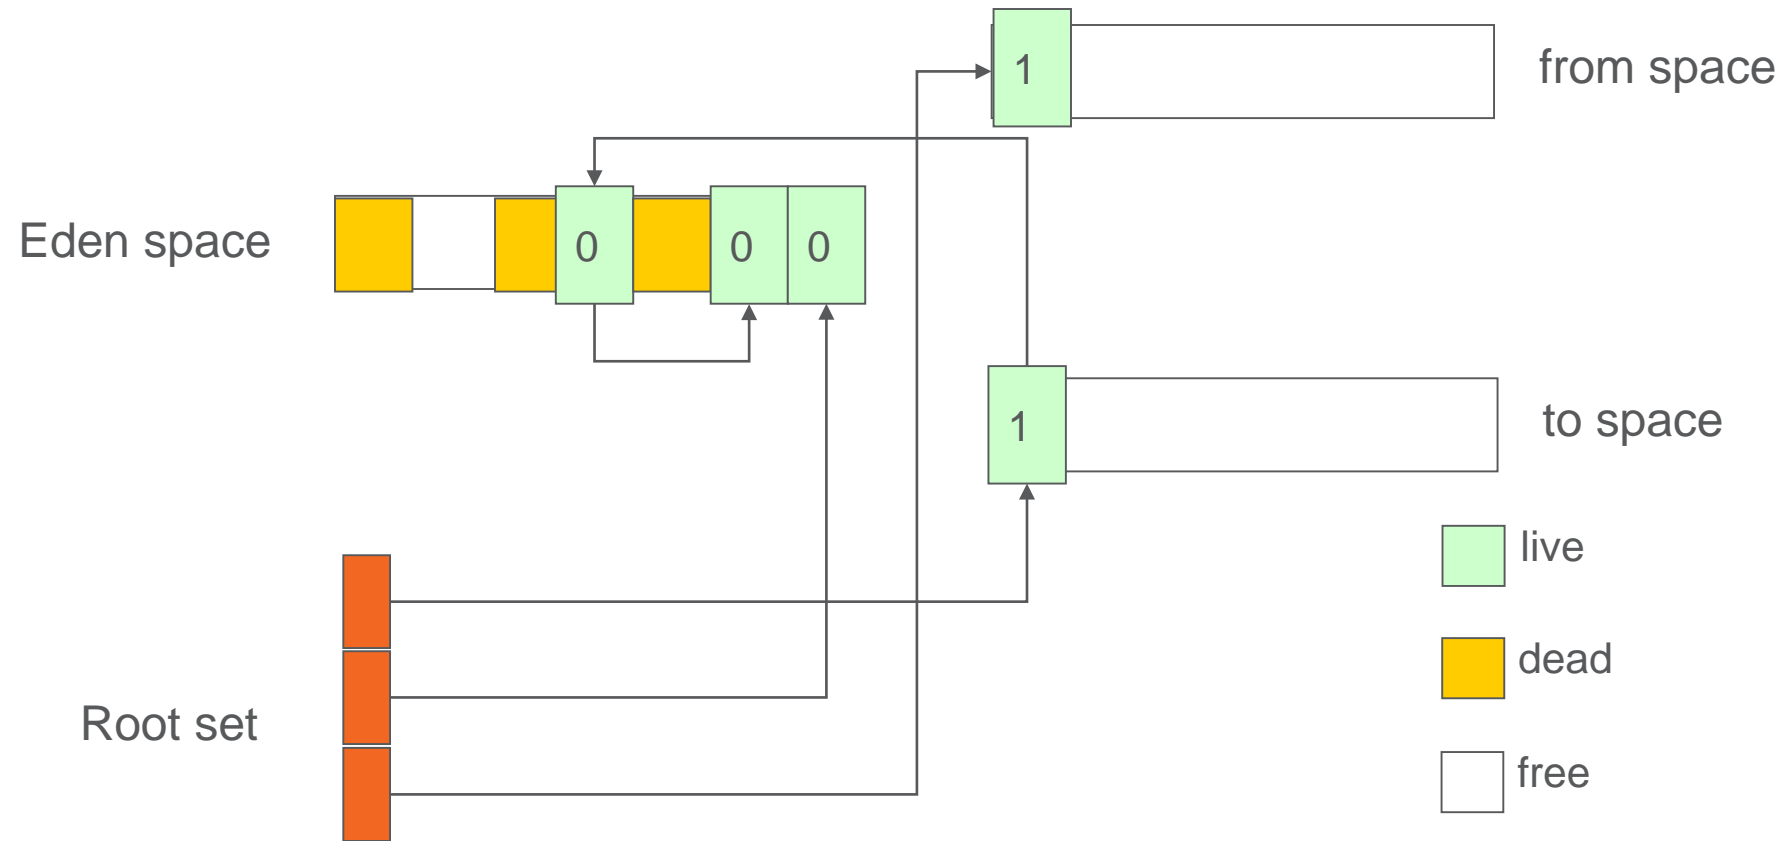 1
from space
Eden space
0
0
0
1
to space
live
dead
Root set
free